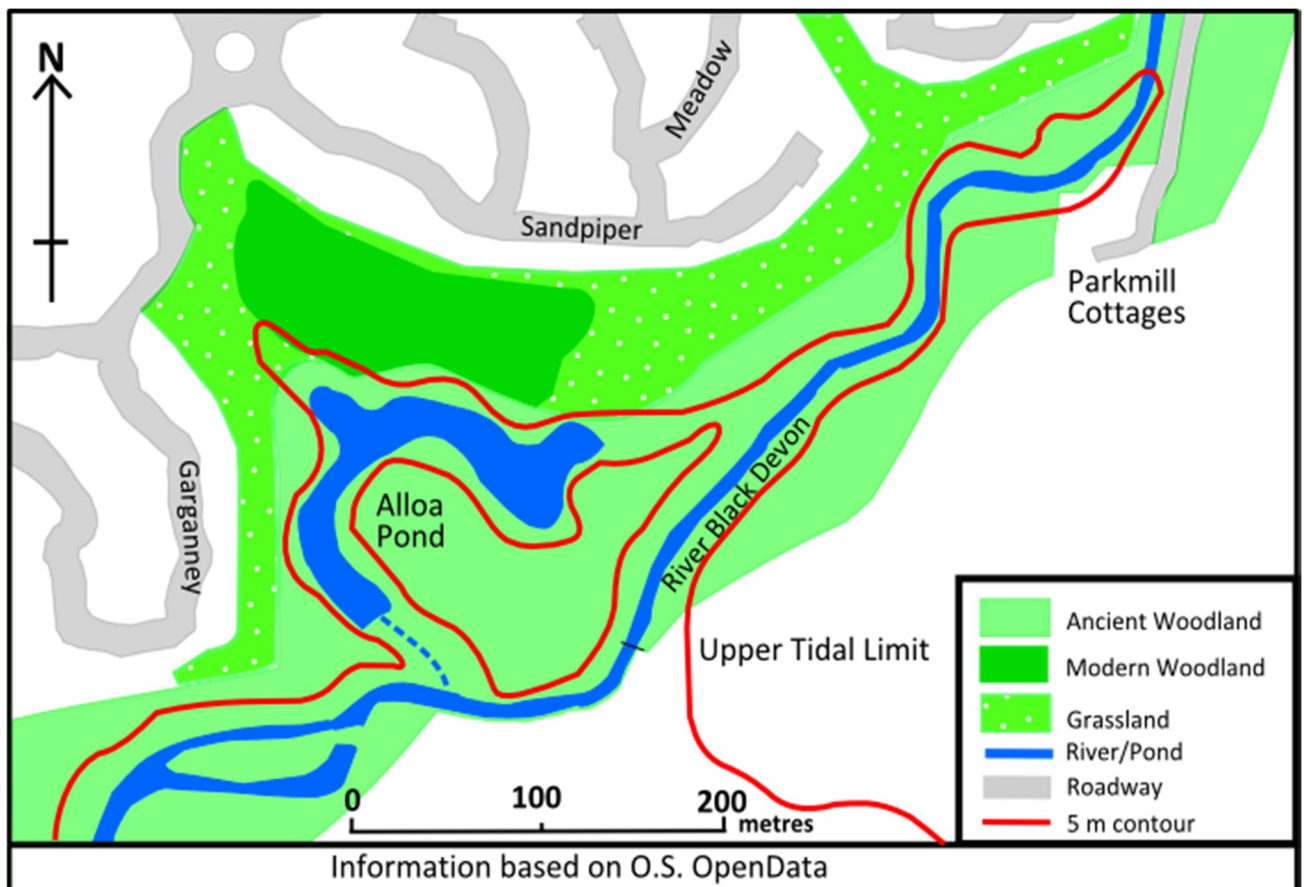 N
Meadow
Sandpiper
Parkmill
Cottages
Garganney
Alloa
Pond
River Black Devon
Upper Tidal Limit
Ancient Woodland
Modern Woodland
Grassland
River/Pond
Roadway
5 m contour
0 100 200
metres
Information based on O.S. OpenData